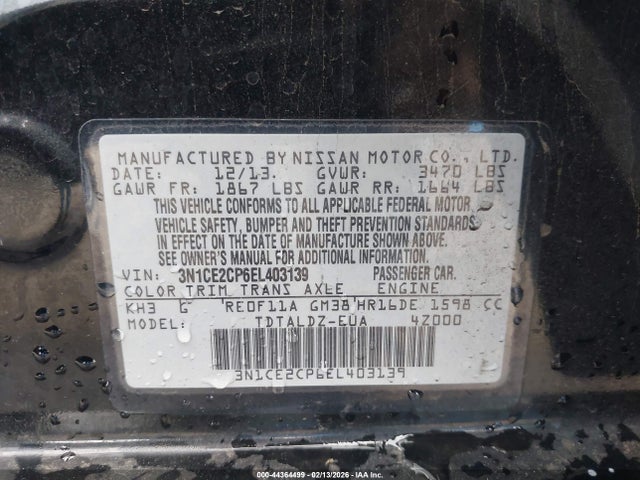 MANUFACTURED BY NISSAN MOTOR CO., LTD.
DATE: 12/13. GVWR: 3470 LBS
GAWR FR: 1867 LBS GAWR RR: 1664 LBS
THIS VEHICLE CONFORMS TO ALL APPLICABLE FEDERAL MOTOR
VEHICLE SAFETY, BUMPER AND THEFT PREVENTION STANDARDS
IN EFFECT ON THE DATE OF MANUFACTURE SHOWN ABOVE.
SEE OWNER'S MANUAL FOR ADDITIONAL INFORMATION.
VIN: 3N1CE2CP6EL403139 PASSENGER CAR.
COLOR TRIM TRANS AXLE ENGINE
KH3 G RE0F11A GM38 HR16DE 1598 CC
MODEL: TDTALDZ-EUA 4Z000
3N1CE2CP6EL403139
000-44364499 - 02/13/2026 - IAA Inc.